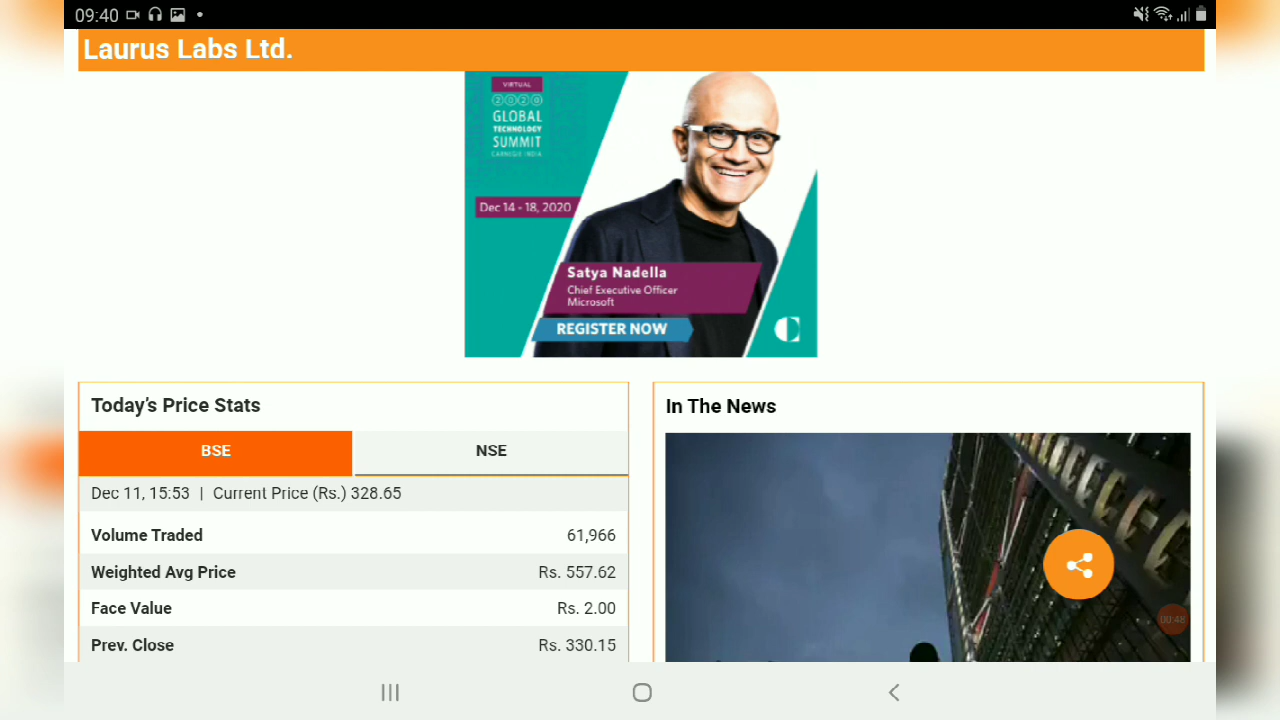 09:40
Laurus Labs Ltd.
VIRTUAL
2020
GLOBAL
TECHNOLOGY
SUMMIT
CARNEGIE INDIA
Dec 14 - 18, 2020
Satya Nadella
Chief Executive Officer
Microsoft
REGISTER NOW
Today's Price Stats
BSE NSE
Dec 11, 15:53 | Current Price (Rs.) 328.65
Volume Traded 61,966
Weighted Avg Price Rs. 557.62
Face Value Rs. 2.00
Prev. Close Rs. 330.15
In The News
00:48